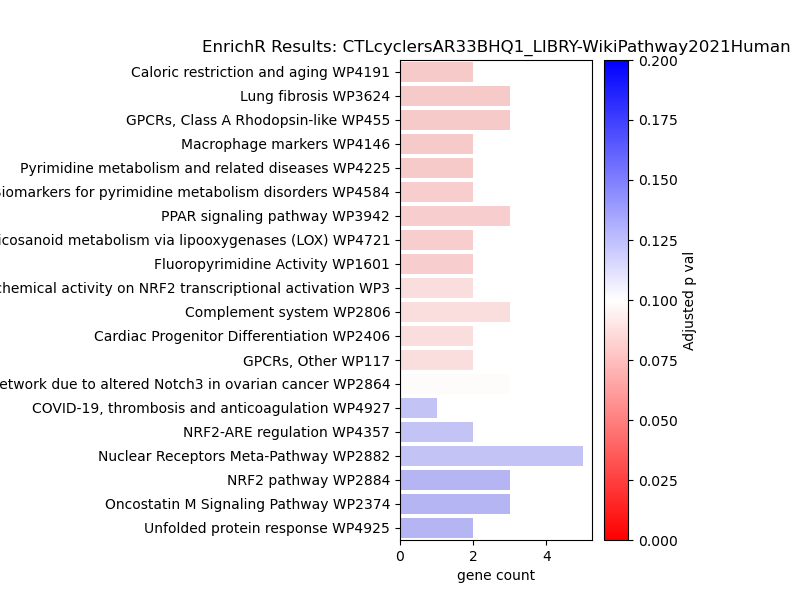 EnrichR Results: CTLcyclersAR33BHQ1_LIBRY-WikiPathway2021Human
Caloric restriction and aging WP4191
Lung fibrosis WP3624
GPCRs, Class A Rhodopsin-like WP455
Macrophage markers WP4146
Pyrimidine metabolism and related diseases WP4225
for pyrimidine metabolism disorders WP4584
PPAR signaling pathway WP3942
metabolism via lipooxygenases (LOX) WP4721
Fluoropyrimidine Activity WP1601
activity on NRF2 transcriptional activation WP3
Complement system WP2806
Cardiac Progenitor Differentiation WP2406
GPCRs, Other WP117
due to altered Notch3 in ovarian cancer WP2864
COVID-19, thrombosis and anticoagulation WP4927
NRF2-ARE regulation WP4357
Nuclear Receptors Meta-Pathway WP2882
NRF2 pathway WP2884
Oncostatin M Signaling Pathway WP2374
Unfolded protein response WP4925
0 2 4
gene count
0.200
0.175
0.150
0.125
0.100
0.075
0.050
0.025
0.000
Adjusted p val